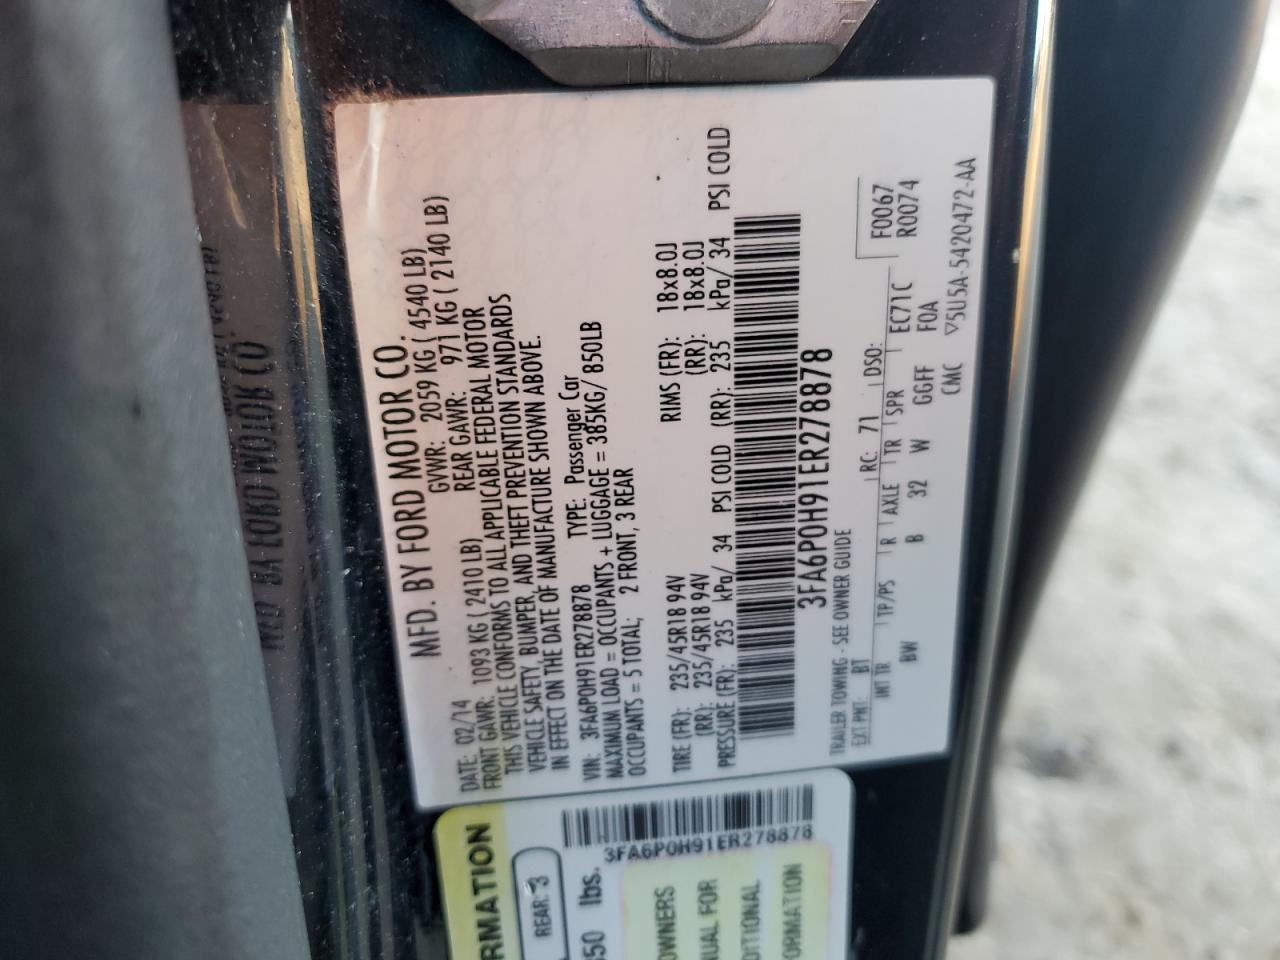 MFD. BY FORD MOTOR CO.
DATE: 02/14 GVWR: 2059 KG ( 4540 LB)
FRONT GAWR: 1093 KG ( 2410 LB) REAR GAWR: 971 KG ( 2140 LB)
THIS VEHICLE CONFORMS TO ALL APPLICABLE FEDERAL MOTOR
VEHICLE SAFETY, BUMPER, AND THEFT PREVENTION STANDARDS
IN EFFECT ON THE DATE OF MANUFACTURE SHOWN ABOVE.
VIN: 3FA6P0H91ER278878 TYPE: Passenger Car
MAXIMUM LOAD = OCCUPANTS + LUGGAGE = 385KG/ 850LB
OCCUPANTS = 5 TOTAL; 2 FRONT, 3 REAR
TIRE (FR): 235/45R18 94V RIMS (FR): 18x8.0J
(RR): 235/45R18 94V (RR): 18x8.0J
PRESSURE (FR): 235 kPa/ 34 PSI COLD (RR): 235 kPa/ 34 PSI COLD
3FA6P0H91ER278878
TRAILER TOWING - SEE OWNER GUIDE
F0067
R0074
EXT PNT: BT RC: 71 DSO:
INT TR TP/PS R AXLE TR SPR EC71C
BW B 32 W GGFF F0A
CMC ▽5U5A-5420472-AA
3FA6P0H91ER278878
RMATION
REAR: 3
850 lbs.
OWNERS
NUAL FOR
DITIONAL
FORMATION